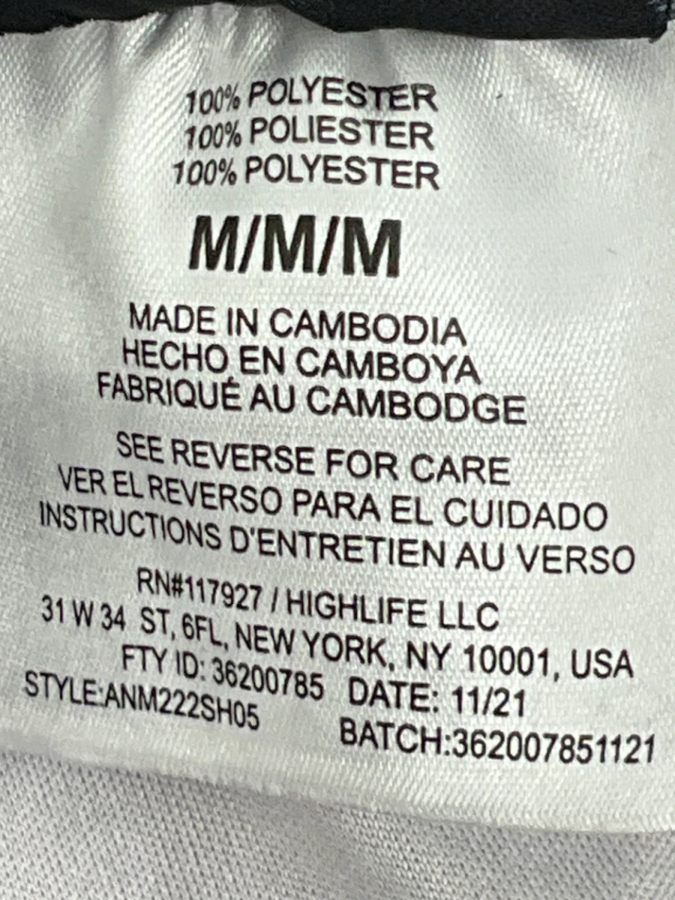 100% POLYESTER
100% POLIESTER
100% POLYESTER
M/M/M
MADE IN CAMBODIA
HECHO EN CAMBOYA
FABRIQUÉ AU CAMBODGE
SEE REVERSE FOR CARE
VER EL REVERSO PARA EL CUIDADO
INSTRUCTIONS D'ENTRETIEN AU VERSO
RN#117927 / HIGHLIFE LLC
31 W 34 ST, 6FL, NEW YORK, NY 10001, USA
FTY ID: 36200785 DATE: 11/21
STYLE:ANM222SH05 BATCH:362007851121